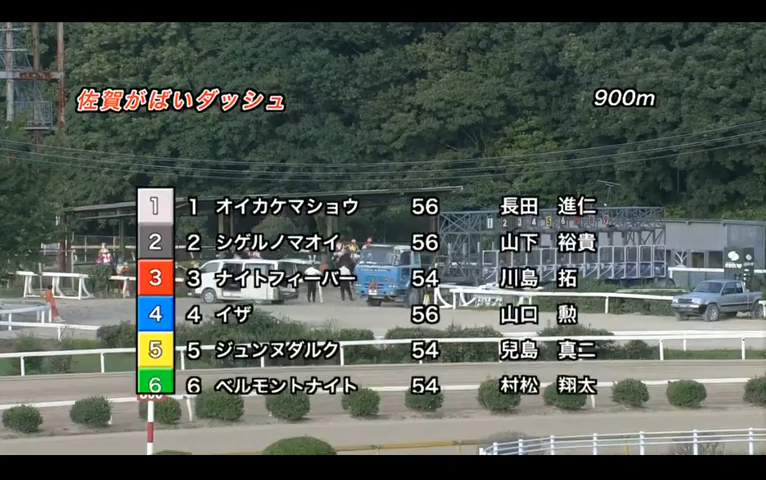 佐賀がばいダッシュ 900m
1 1 オイカケマショウ 56 長田 進仁
2 2 シゲルノマオイ 56 山下 裕貴
3 3 ナイトフィーバー 54 川島 拓
4 4 イザ 56 山口 勲
5 5 ジュンヌダルク 54 兒島 真二
6 6 ベルモントナイト 54 村松 翔太